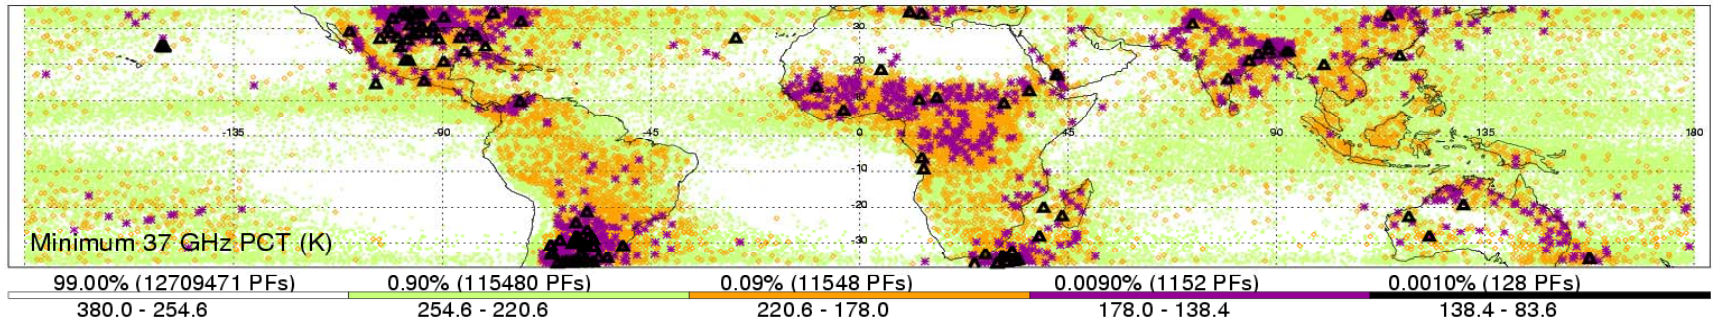 30
20
10
-135 -90 -45 0 45 90 135 180
-10
-20
-30
Minimum 37 GHz PCT (K)
99.00% (12709471 PFs) 0.90% (115480 PFs) 0.09% (11548 PFs) 0.0090% (1152 PFs) 0.0010% (128 PFs)
380.0 - 254.6 254.6 - 220.6 220.6 - 178.0 178.0 - 138.4 138.4 - 83.6